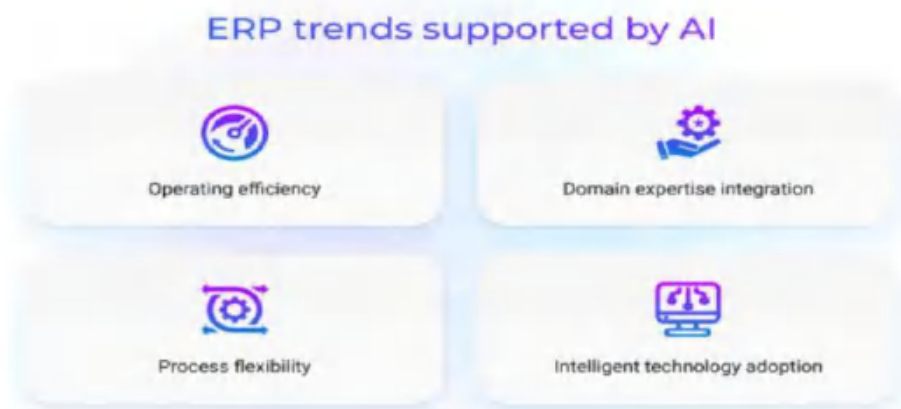 ERP trends supported by AI
Operating efficiency
Domain expertise integration
Process flexibility
Intelligent technology adoption